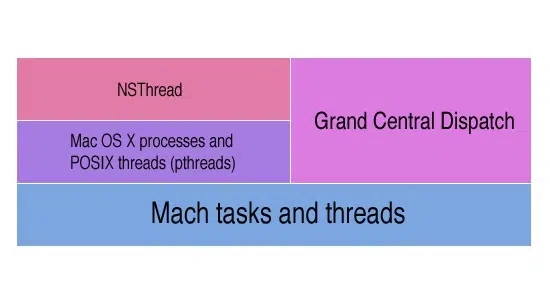 NSThread
Grand Central Dispatch
Mac OS X processes and
POSIX threads (pthreads)
Mach tasks and threads